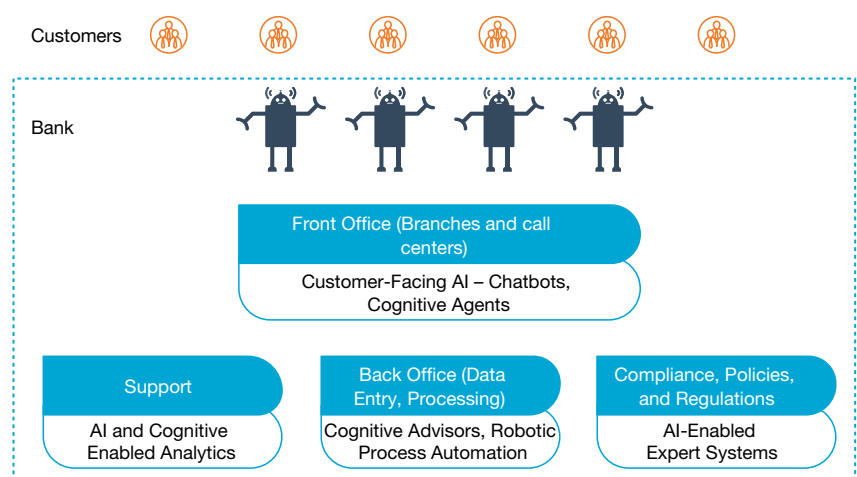 Customers
Bank
Front Office (Branches and call
centers)
Customer-Facing AI – Chatbots,
Cognitive Agents
Support
AI and Cognitive
Enabled Analytics
Back Office (Data
Entry, Processing)
Cognitive Advisors, Robotic
Process Automation
Compliance, Policies,
and Regulations
AI-Enabled
Expert Systems